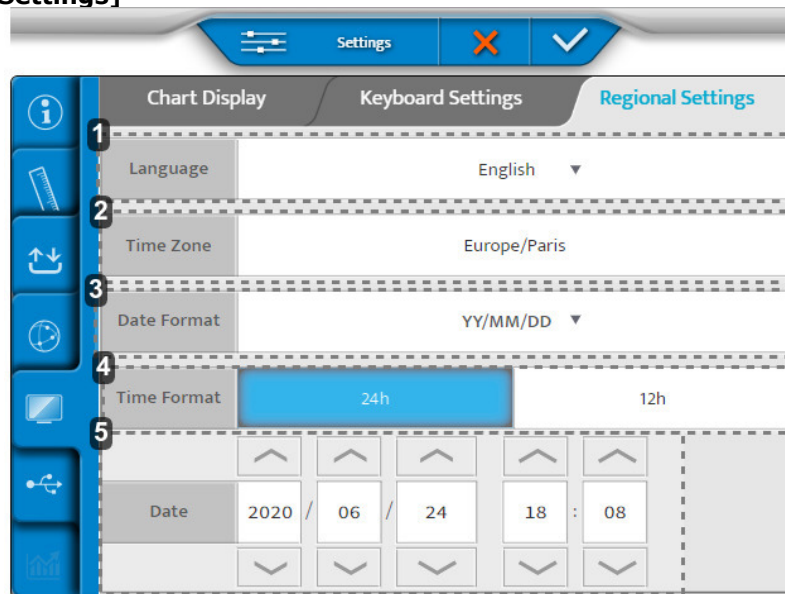 Settings]
Settings
Chart Display Keyboard Settings Regional Settings
1
Language English ▼
2
Time Zone Europe/Paris
3
Date Format YY/MM/DD ▼
4
Time Format 24h 12h
5
Date 2020 / 06 / 24 18 : 08